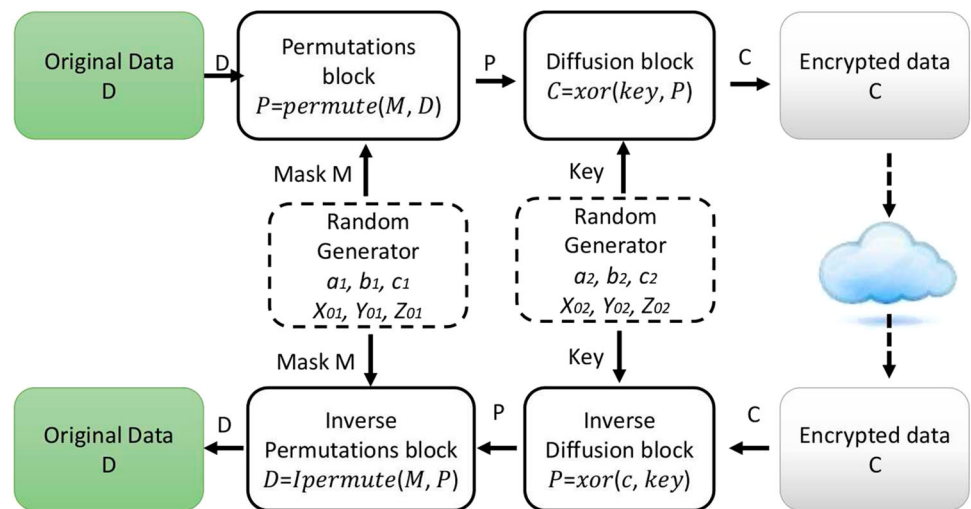 Original Data
D
D
Permutations
block
P=permute(M, D)
P
Diffusion block
C=xor(key, P)
C
Encrypted data
C
Mask M
Key
Random
Generator
a1, b1, c1
X01, Y01, Z01
Random
Generator
a2, b2, c2
X02, Y02, Z02
Mask M
Key
Original Data
D
D
Inverse
Permutations block
D=Ipermute(M, P)
P
Inverse
Diffusion block
P=xor(c, key)
C
Encrypted data
C